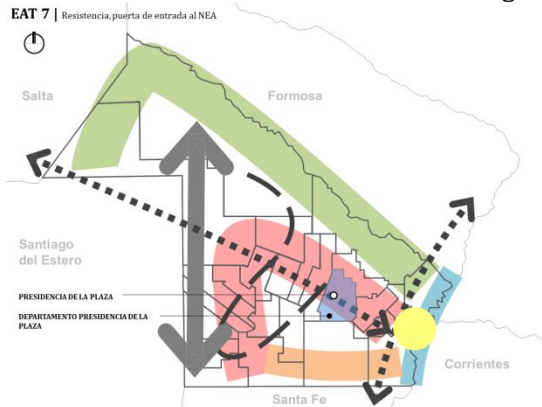 EAT 7 | Resistencia, puerta de entrada al NEA
Salta
Formosa
Santiago
del Estero
PRESIDENCIA DE LA PLAZA
DEPARTAMENTO PRESIDENCIA DE LA
PLAZA
Corrientes
Santa Fe